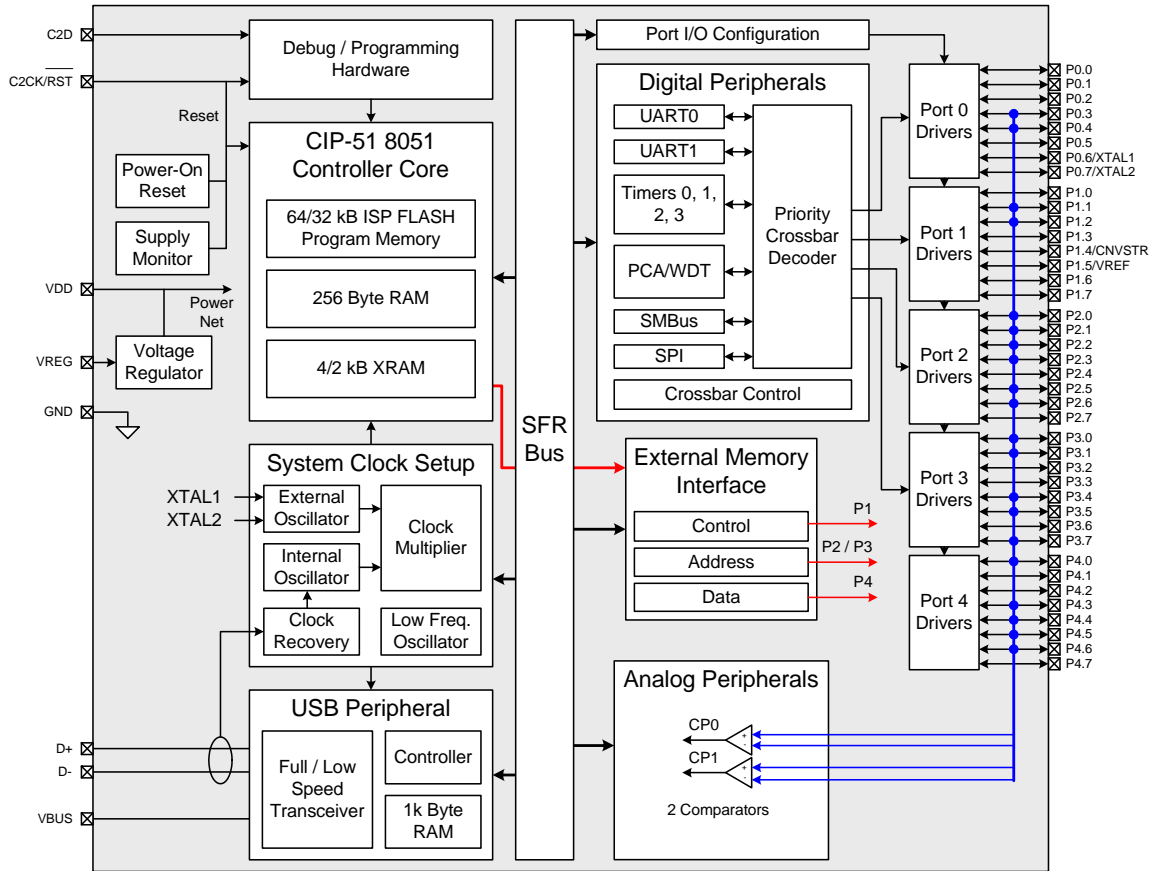 C2D
C2CK/RST
Debug / Programming
Hardware
Reset
Power-On
Reset
Supply
Monitor
VDD
Power
Net
VREG
Voltage
Regulator
GND
CIP-51 8051
Controller Core
64/32 kB ISP FLASH
Program Memory
256 Byte RAM
4/2 kB XRAM
System Clock Setup
XTAL1
XTAL2
External
Oscillator
Internal
Oscillator
Clock
Recovery
Clock
Multiplier
Low Freq.
Oscillator
USB Peripheral
D+
D-
VBUS
Full / Low
Speed
Transceiver
Controller
1k Byte
RAM
SFR
Bus
Port I/O Configuration
Digital Peripherals
UART0
UART1
Timers 0, 1,
2, 3
PCA/WDT
SMBus
SPI
Priority
Crossbar
Decoder
Crossbar Control
External Memory
Interface
Control
Address
Data
P1
P2 / P3
P4
Analog Peripherals
CP0
+
-
CP1
+
-
2 Comparators
Port 0
Drivers
Port 1
Drivers
Port 2
Drivers
Port 3
Drivers
Port 4
Drivers
P0.0
P0.1
P0.2
P0.3
P0.4
P0.5
P0.6/XTAL1
P0.7/XTAL2
P1.0
P1.1
P1.2
P1.3
P1.4/CNVSTR
P1.5/VREF
P1.6
P1.7
P2.0
P2.1
P2.2
P2.3
P2.4
P2.5
P2.6
P2.7
P3.0
P3.1
P3.2
P3.3
P3.4
P3.5
P3.6
P3.7
P4.0
P4.1
P4.2
P4.3
P4.4
P4.5
P4.6
P4.7